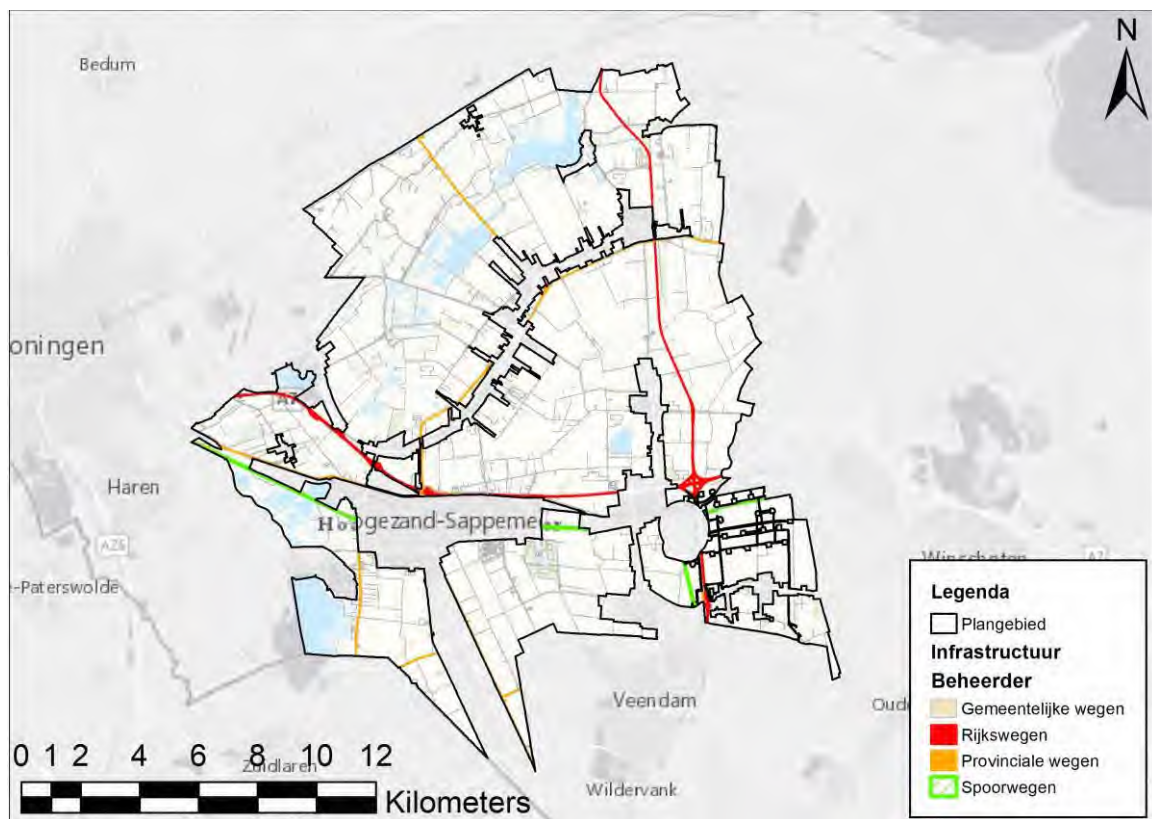 N
Bedum
oningen
A7
Haren
Hoogezand-Sappemeer
A28
Winschoten
A7
e-Paterswolde
Veendam
Oude
Zuidlaren
Wildervank
0 1 2 4 6 8 10 12
Kilometers
Legenda
Plangebied
Infrastructuur
Beheerder
Gemeentelijke wegen
Rijkswegen
Provinciale wegen
Spoorwegen